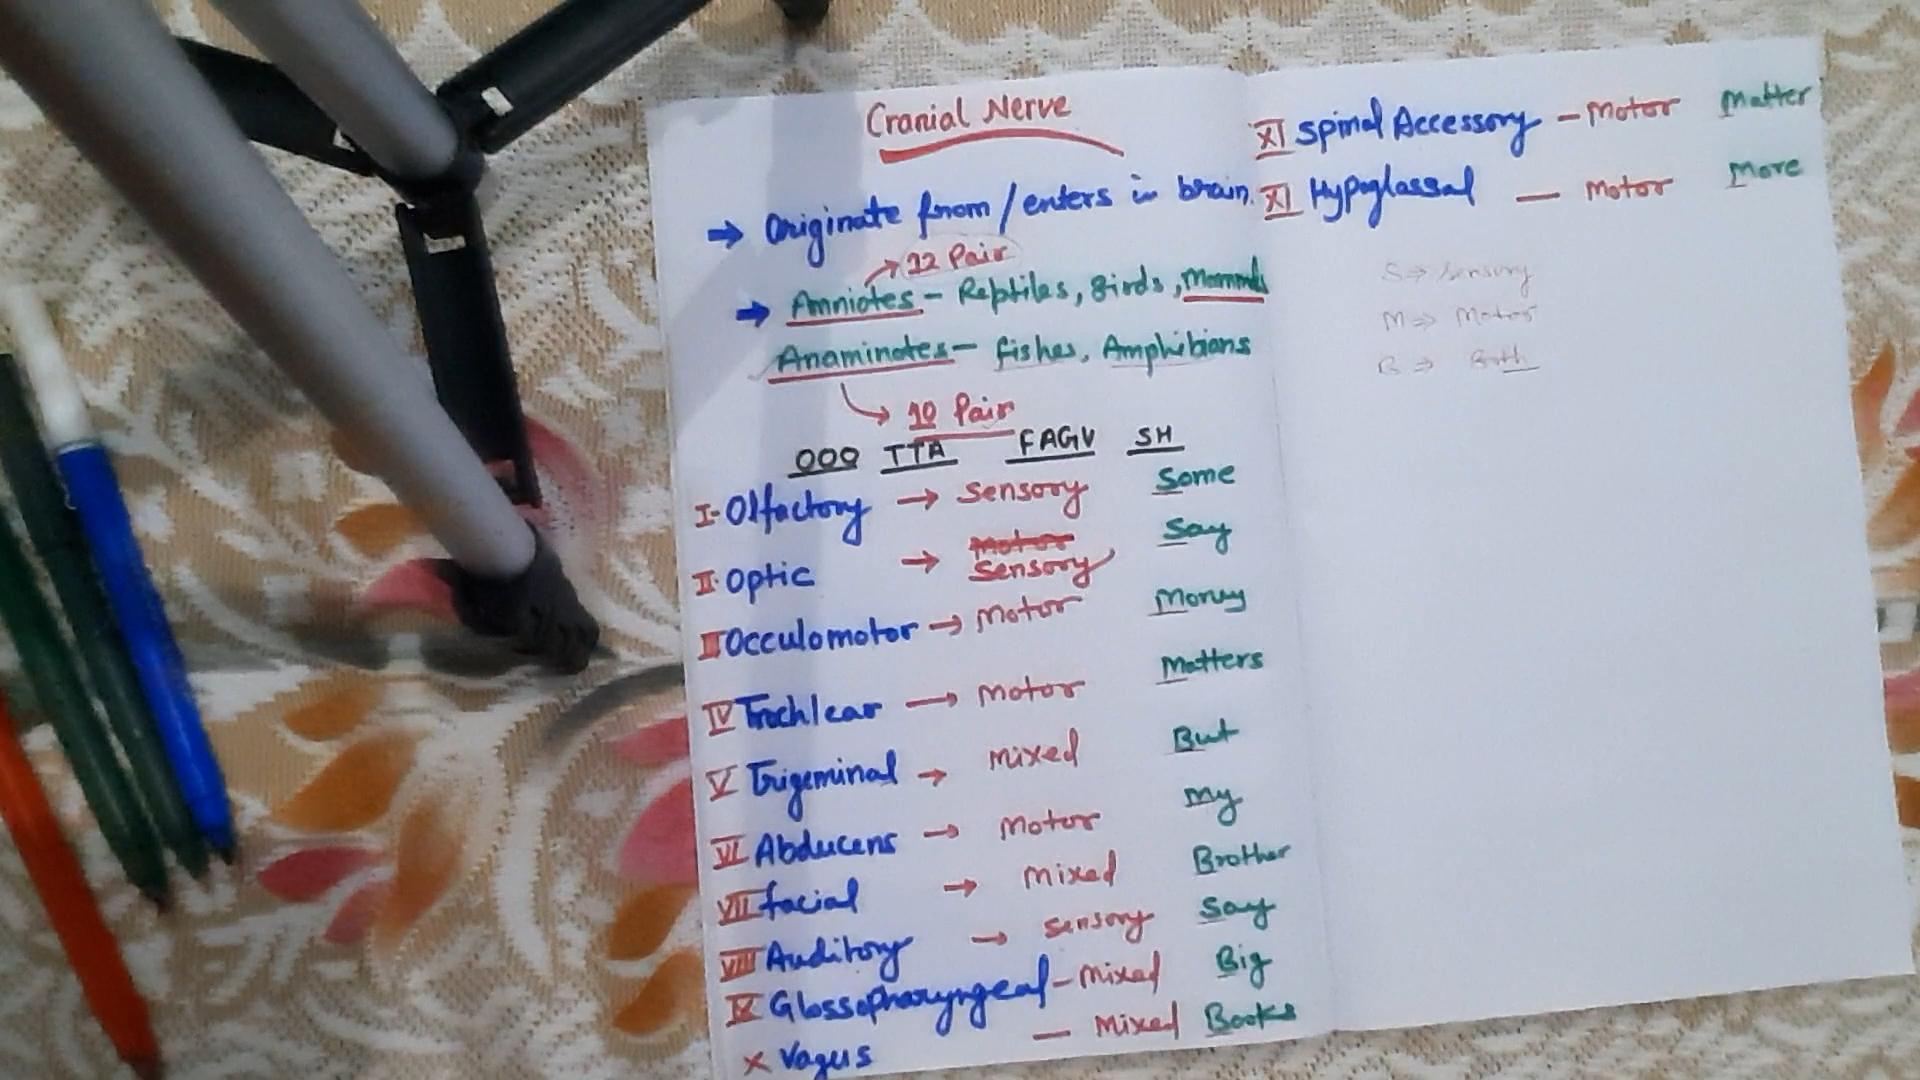 Cranial Nerve
→ Originate from/enters in brain.
→ 12 Pair
→ Amniotes - Reptiles, Birds, Mammals
Anaminotes - fishes, Amphibians
→ 10 Pair
OOO TTA FAGV SH
I. Olfactory → Sensory Some
II. Optic → Motor Sensory Say
III Occulomotor → Motor Money
IV Trochlear → Motor Matters
V Trigeminal → Mixed But
VI Abducens → Motor My
VII facial → Mixed Brother
VIII Auditory → Sensory Say
IX Glossopharyngeal - Mixed Big
X Vagus - Mixed Books
XI Spinal Accessory - Motor Matter
XI Hypoglassal - Motor More
S ⇒ Sensory
M ⇒ Motor
B ⇒ Both